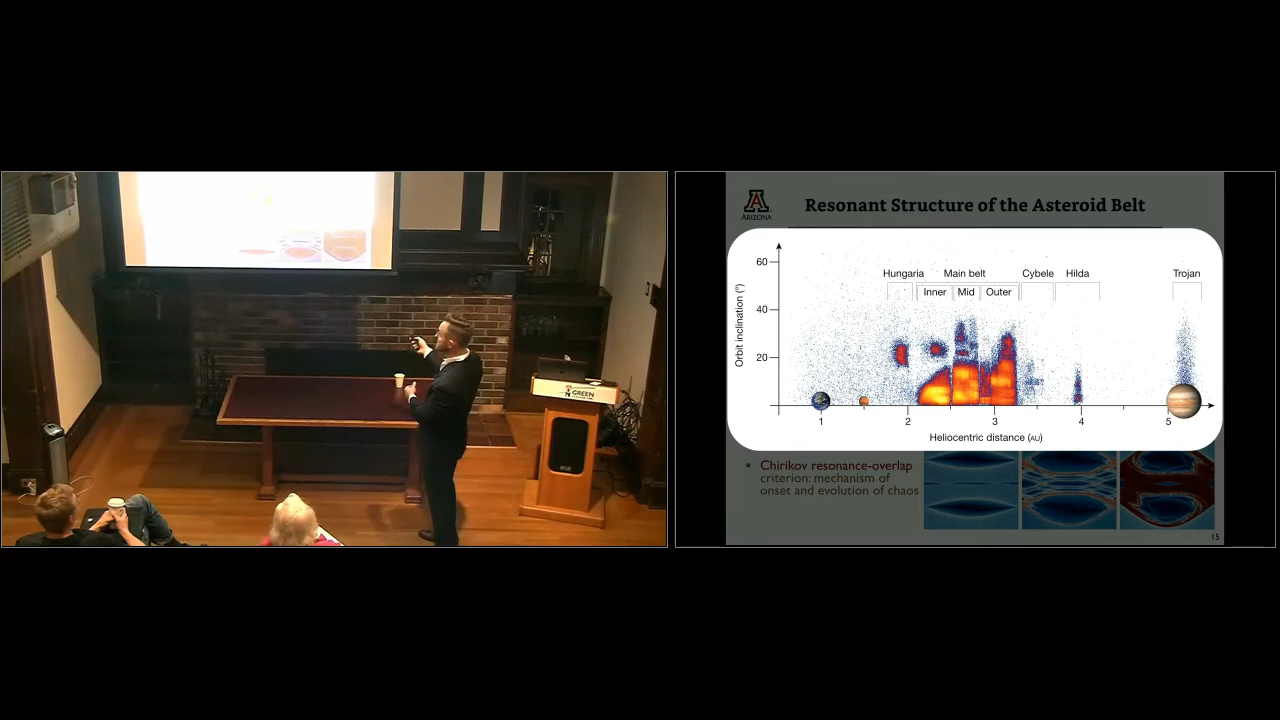 GREEN
ARIZONA
Resonant Structure of the Asteroid Belt
60
40
20
Orbit inclination (°)
Hungaria
Main belt
Cybele
Hilda
Trojan
Inner
Mid
Outer
1
2
3
4
5
Heliocentric distance (AU)
• Chirikov resonance-overlap
criterion: mechanism of
onset and evolution of chaos
15